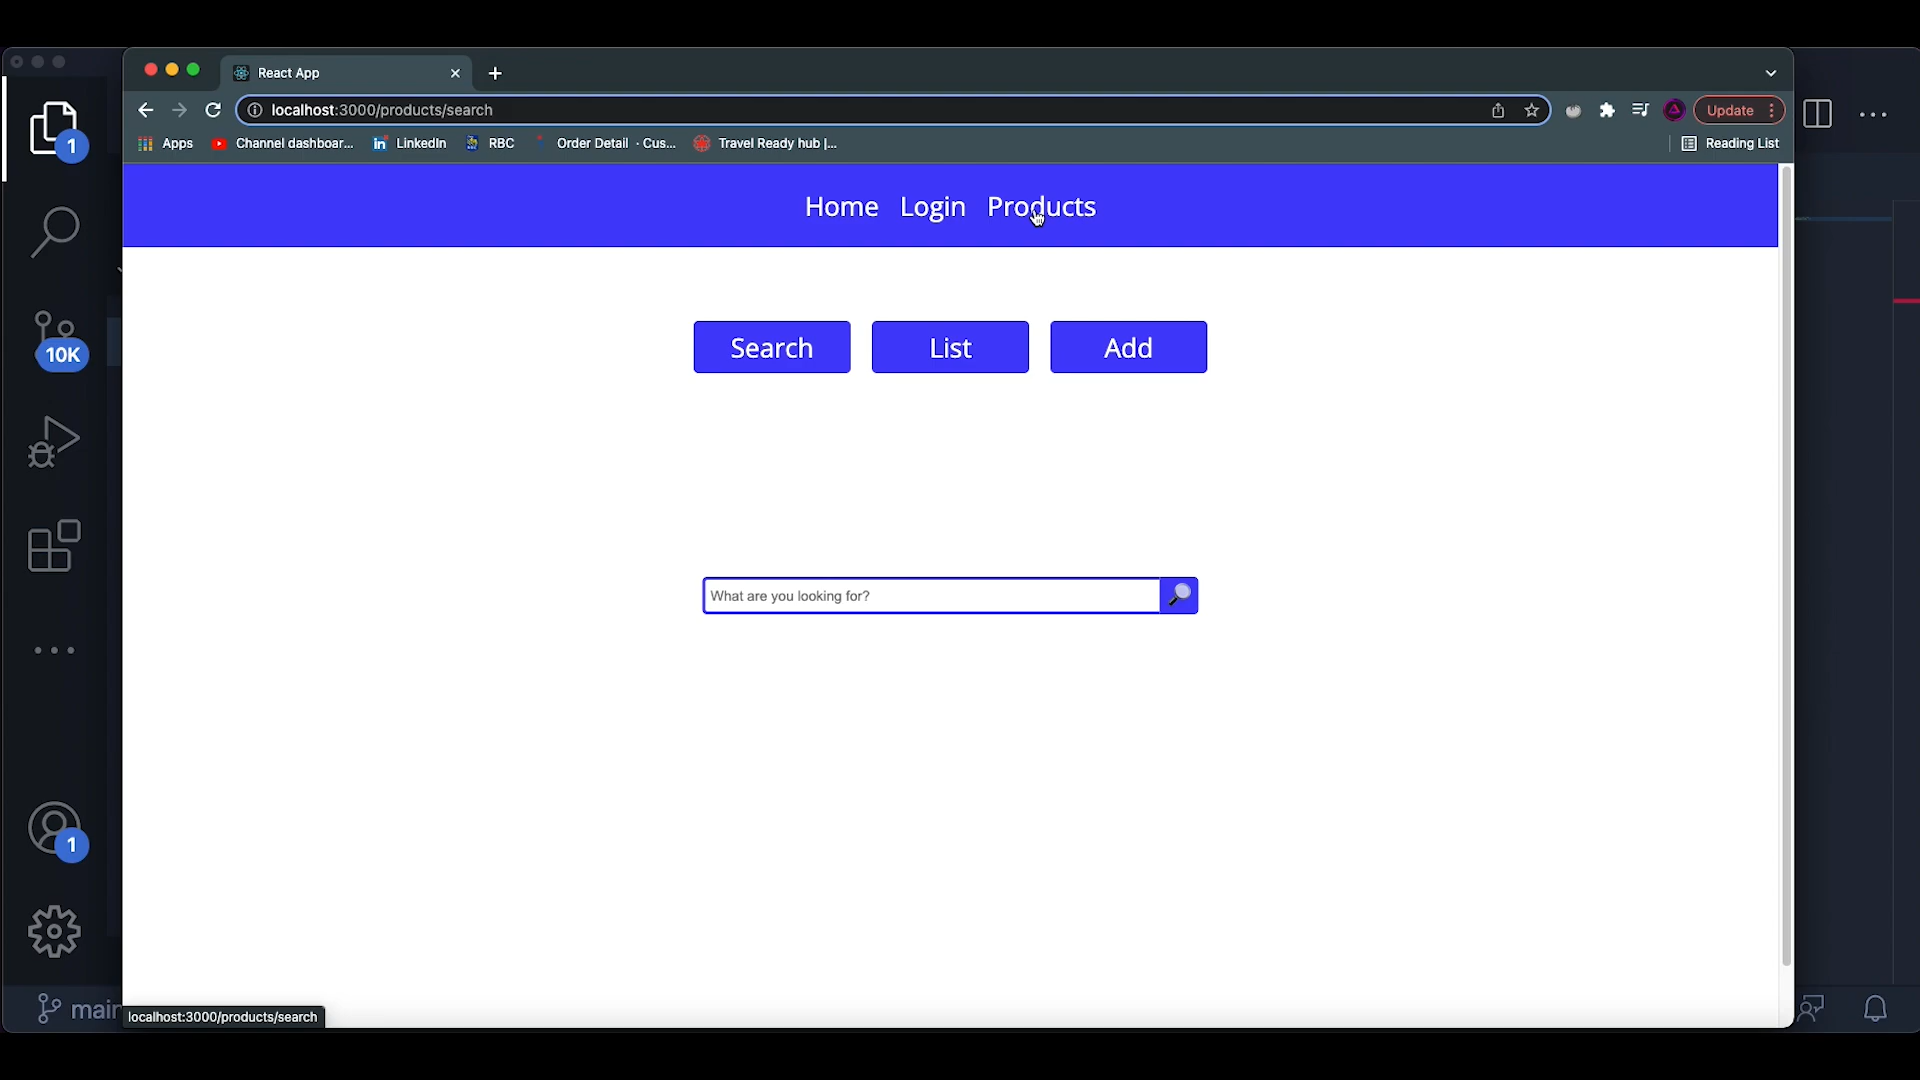 React App
localhost:3000/products/search
Update
Apps
Channel dashboar...
LinkedIn
RBC
Order Detail · Cus...
Travel Ready hub |...
Reading List
1
Home Login Products
Search List Add
10K
What are you looking for?
1
main
localhost:3000/products/search